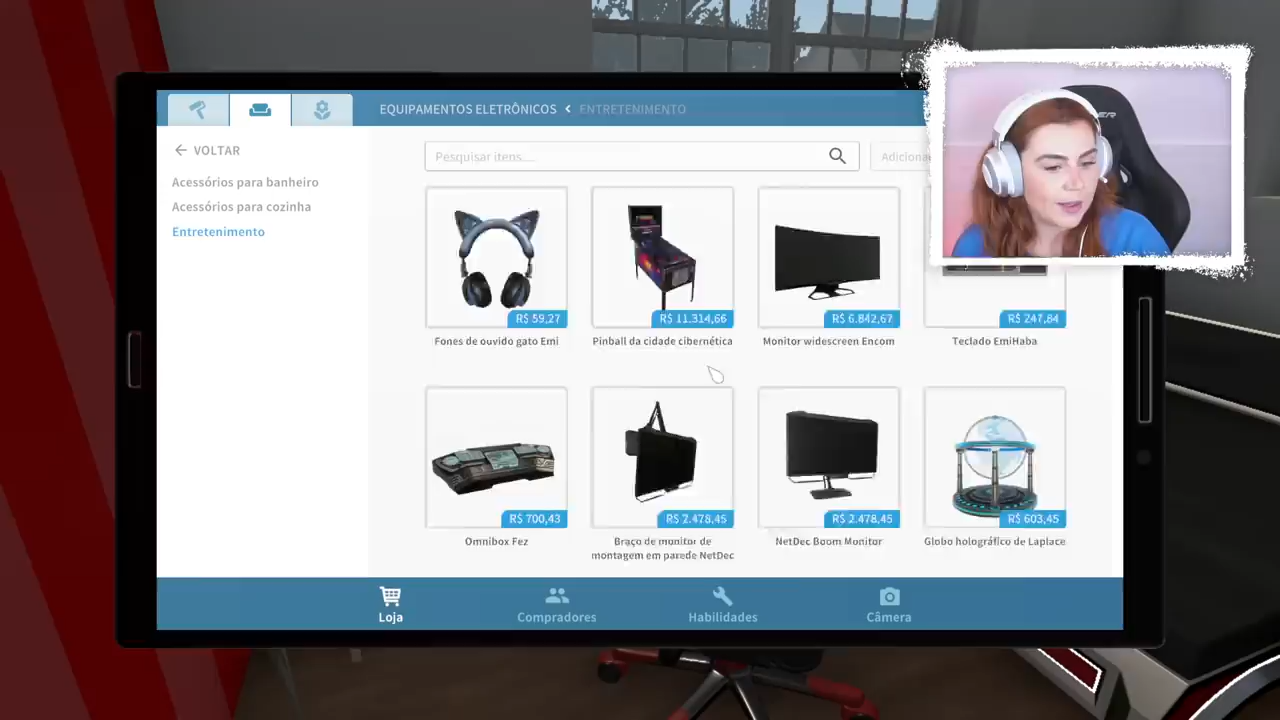 EQUIPAMENTOS ELETRÔNICOS < ENTRETENIMENTO
VOLTAR
Pesquisar itens....
Adiciona
Acessórios para banheiro
Acessórios para cozinha
Entretenimento
R$ 59,27
R$ 11.314,66
R$ 6.842,67
R$ 247,84
Fones de ouvido gato Emi
Pinball da cidade cibernética
Monitor widescreen Encom
Teclado EmiHaba
R$ 700,43
R$ 2.478,45
R$ 2.478,45
R$ 603,45
Omnibox Fez
Braço de monitor de
montagem em parede NetDec
NetDec Boom Monitor
Globo holográfico de Laplace
Loja
Compradores
Habilidades
Câmera